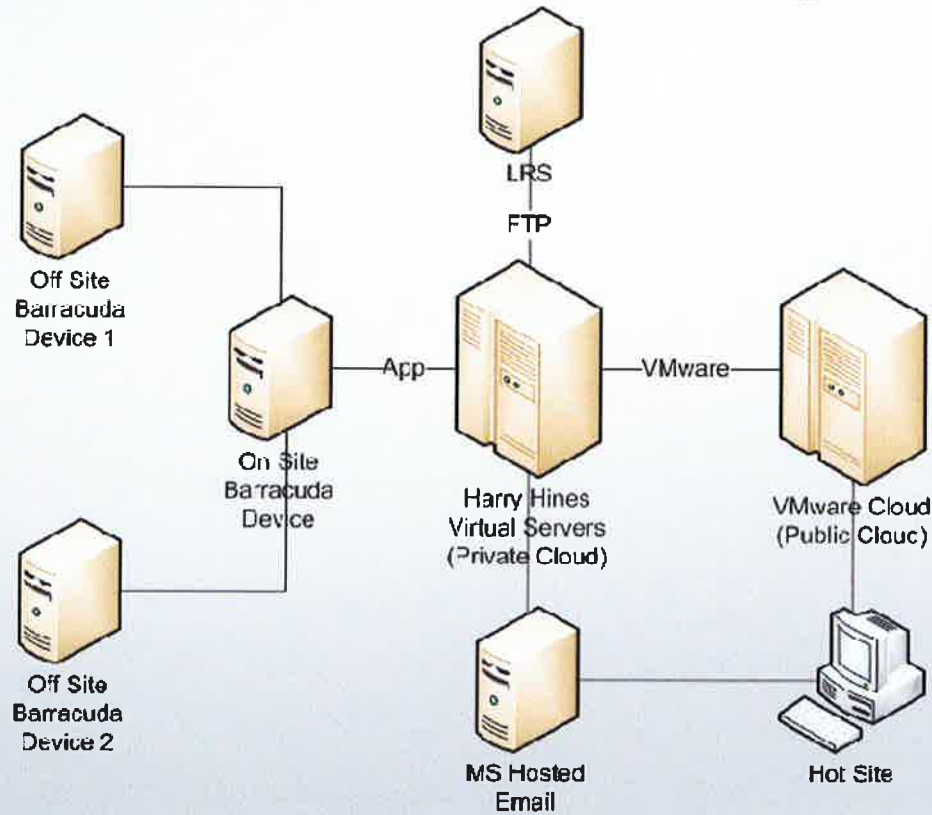 LRS
FTP
Off Site
Barracuda
Device 1
App
VMware
On Site
Barracuda
Device
Harry Hines
Virtual Servers
(Private Cloud)
VMware Cloud
(Public Cloud)
Off Site
Barracuda
Device 2
MS Hosted
Email
Hot Site